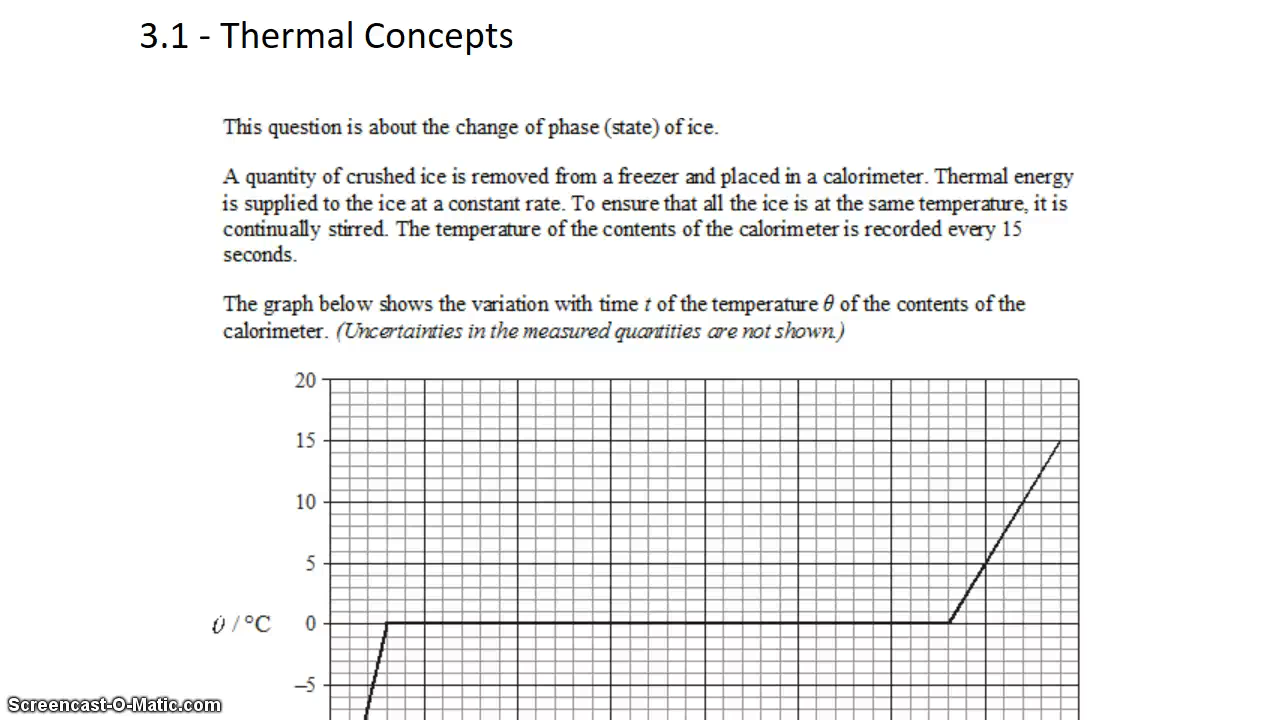 3.1 - Thermal Concepts
This question is about the change of phase (state) of ice.
A quantity of crushed ice is removed from a freezer and placed in a calorimeter. Thermal energy
is supplied to the ice at a constant rate. To ensure that all the ice is at the same temperature, it is
continually stirred. The temperature of the contents of the calorimeter is recorded every 15
seconds.
The graph below shows the variation with time t of the temperature θ of the contents of the
calorimeter. (Uncertainties in the measured quantities are not shown.)
20
15
10
5
θ / °C 0
–5
Screencast-O-Matic.com